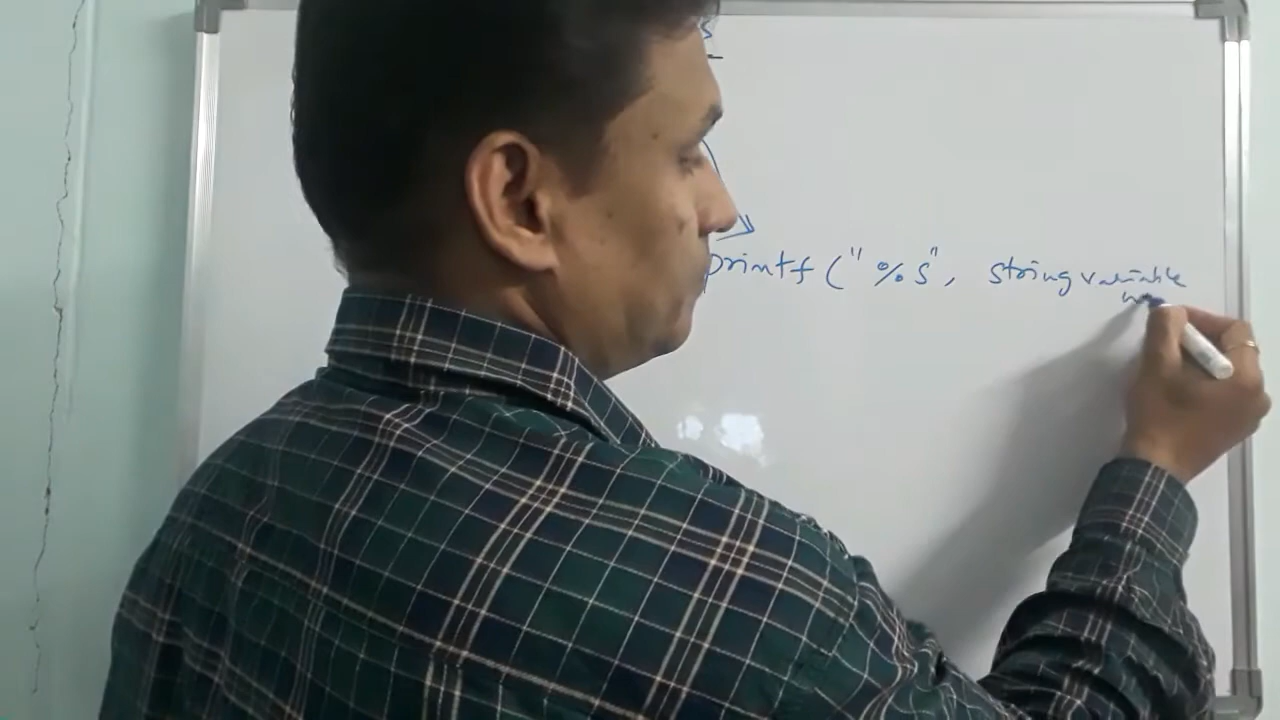 s
printf ("%s", string variable